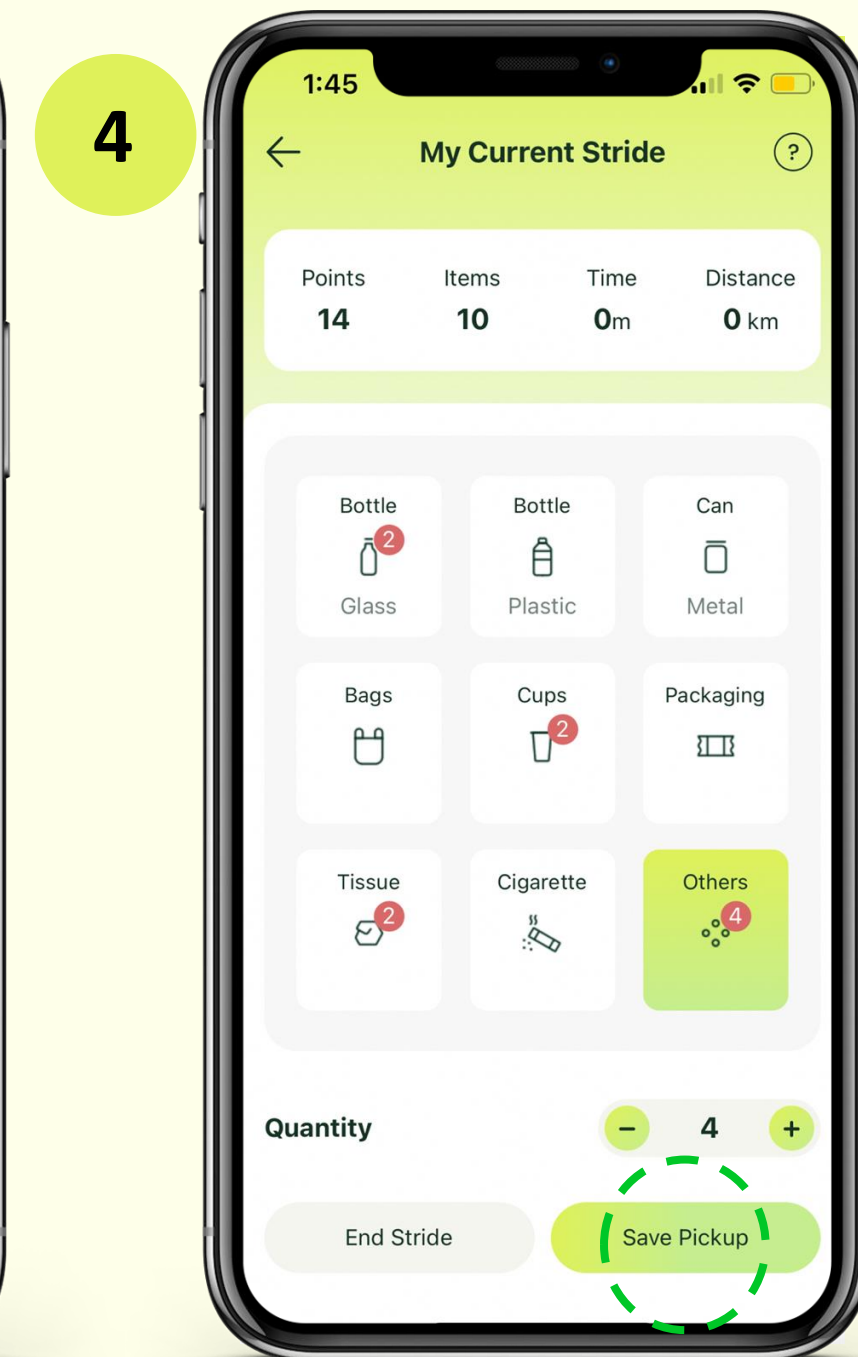 4
1:45
My Current Stride
?
Points Items Time Distance
14 10 0m 0 km
Bottle Bottle Can
2
Glass Plastic Metal
Bags Cups Packaging
2
Tissue Cigarette Others
2 4
Quantity - 4 +
End Stride Save Pickup